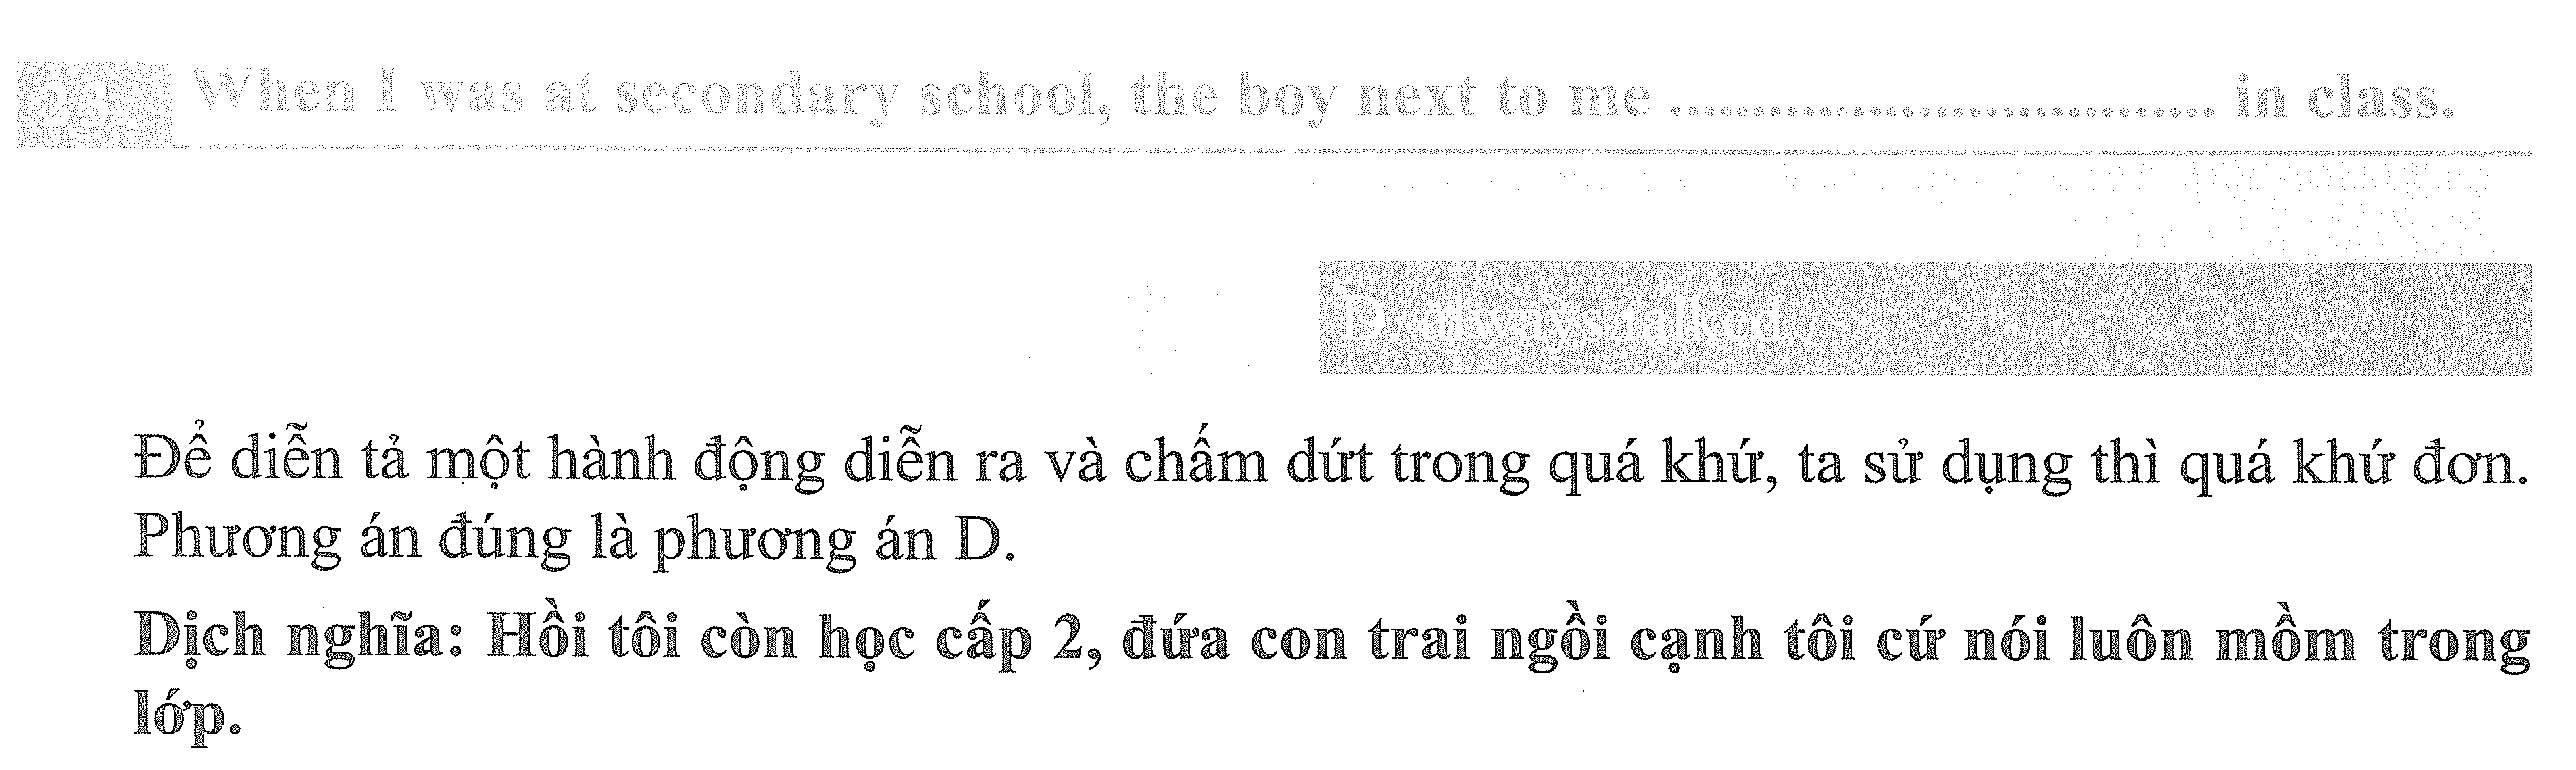 23 When I was at secondary school, the boy next to me .............................. in class.
D. always talked
Để diễn tả một hành động diễn ra và chấm dứt trong quá khứ, ta sử dụng thì quá khứ đơn.
Phương án đúng là phương án D.
Dịch nghĩa: Hồi tôi còn học cấp 2, đứa con trai ngồi cạnh tôi cứ nói luôn mồm trong
lớp.